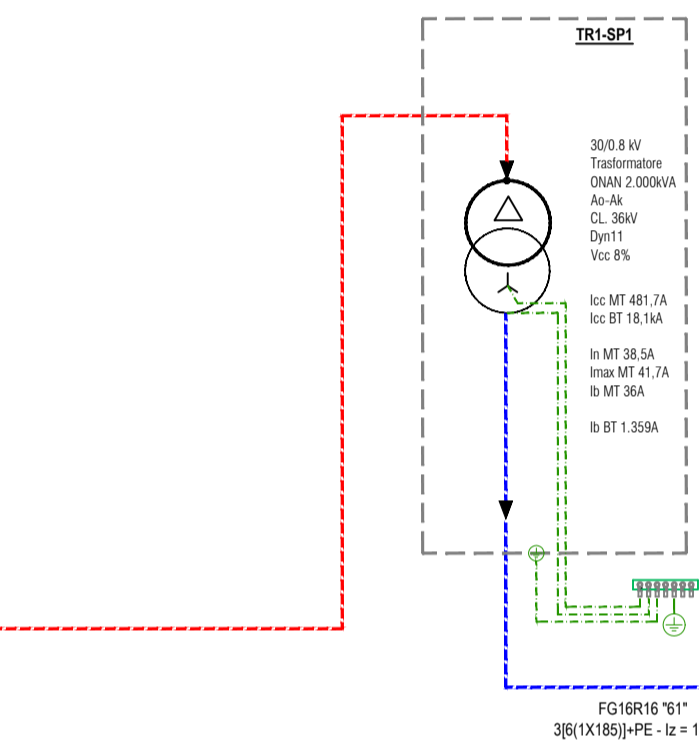 TR1-SP1
30/0.8 kV
Trasformatore
ONAN 2.000kVA
Ao-Ak
CL. 36kV
Dyn11
Vcc 8%
Icc MT 481,7A
Icc BT 18,1kA
In MT 38,5A
Imax MT 41,7A
Ib MT 36A
Ib BT 1.359A
FG16R16 "61"
3[6(1X185)]+PE - Iz = 1